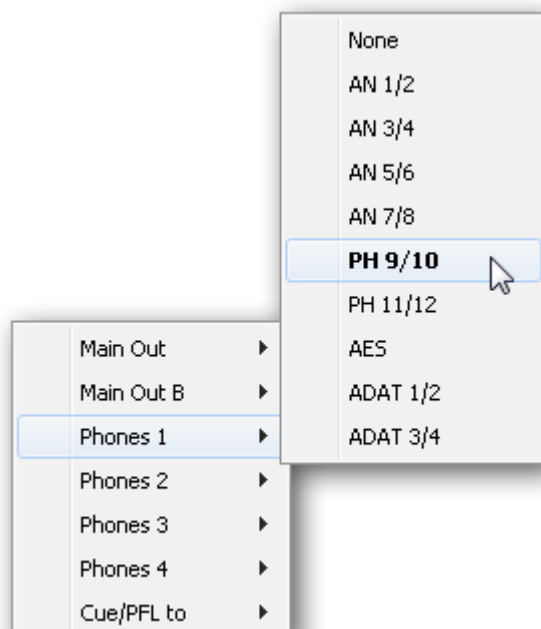 None
AN 1/2
AN 3/4
AN 5/6
AN 7/8
PH 9/10
PH 11/12
AES
ADAT 1/2
ADAT 3/4
Main Out
Main Out B
Phones 1
Phones 2
Phones 3
Phones 4
Cue/PFL to